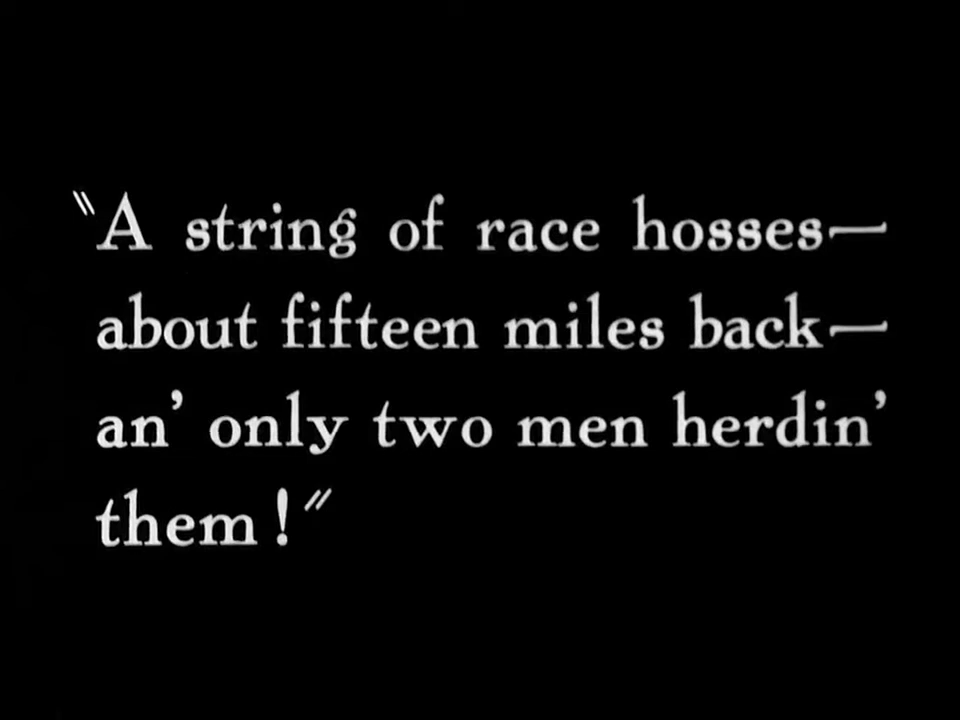 "A string of race hosses—
about fifteen miles back—
an' only two men herdin'
them!"